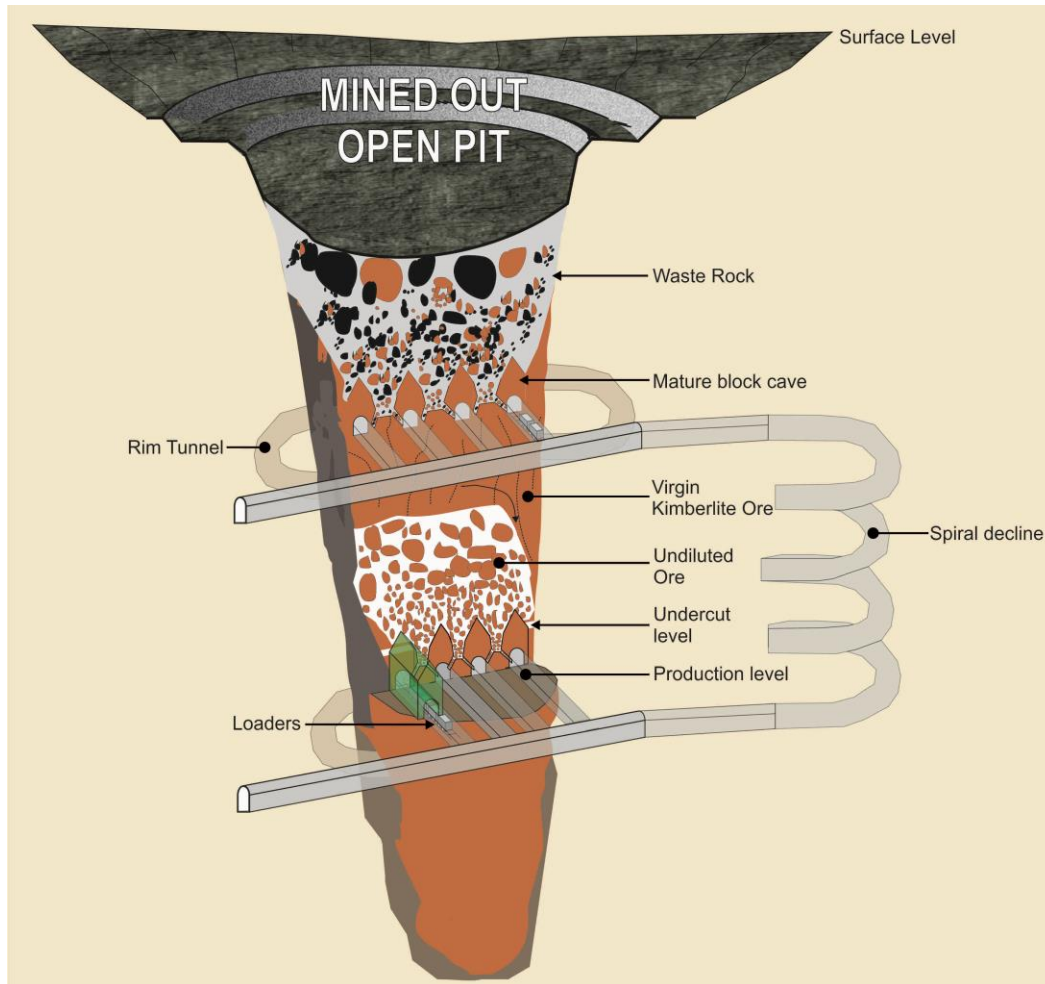 Surface Level
MINED OUT
OPEN PIT
Waste Rock
Mature block cave
Rim Tunnel
Virgin
Kimberlite Ore
Spiral decline
Undiluted
Ore
Undercut
level
Production level
Loaders